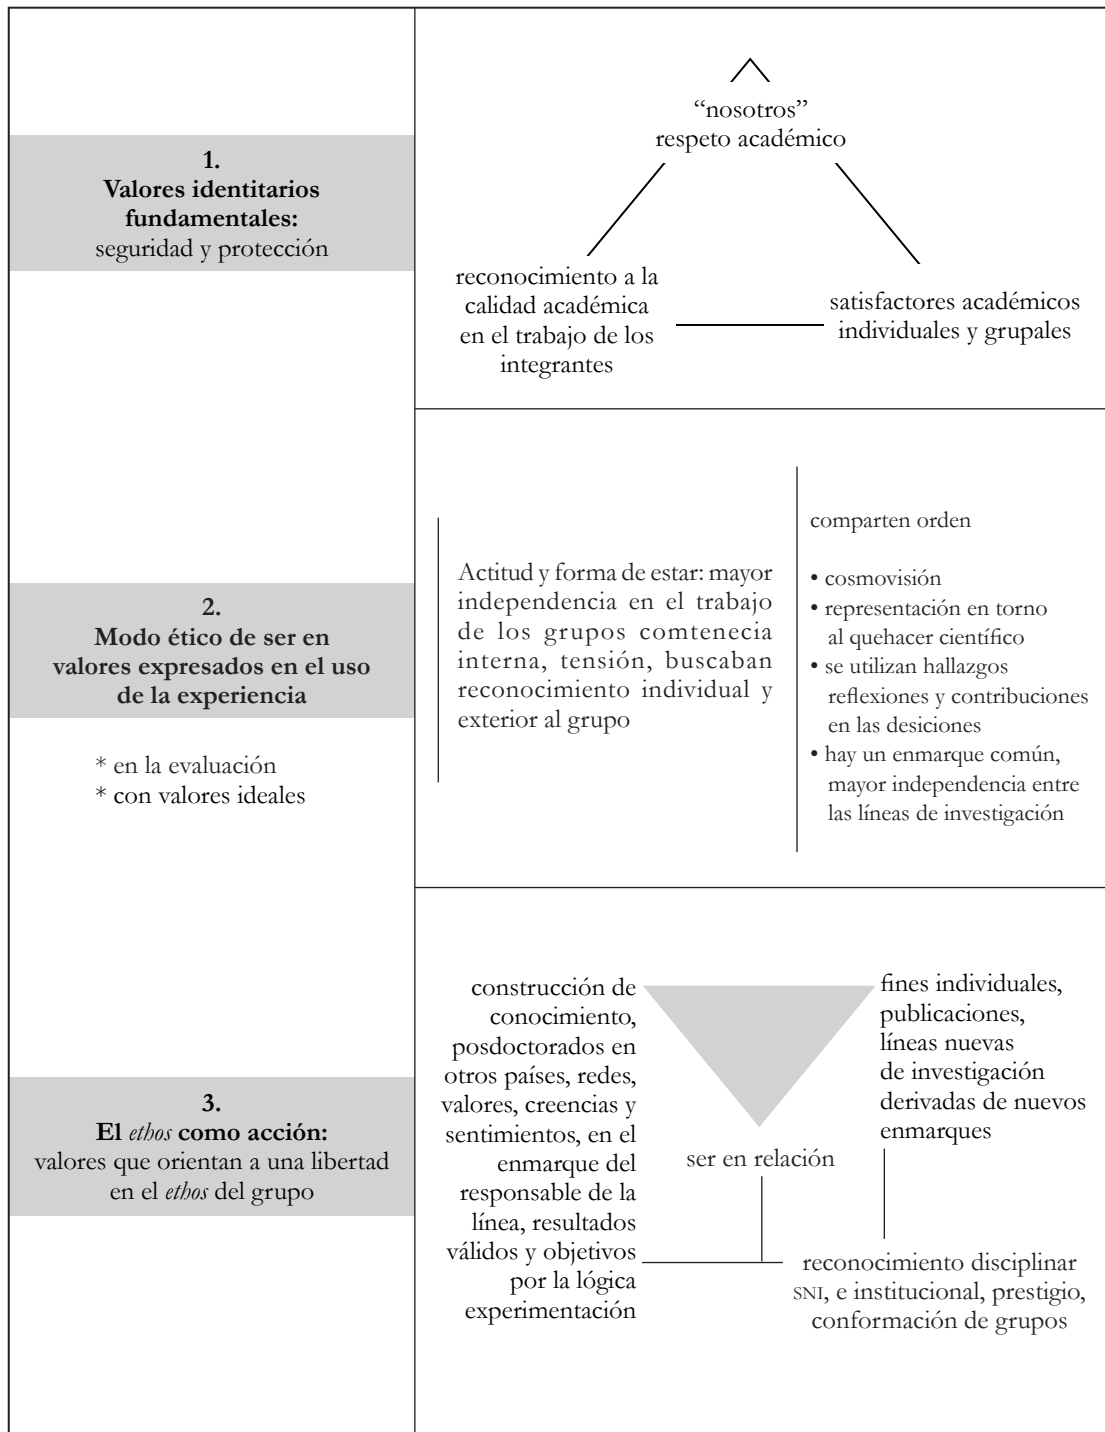 1.
Valores identitarios
fundamentales:
seguridad y protección
“nosotros”
respeto académico
reconocimiento a la
calidad académica
en el trabajo de los
integrantes
satisfactores académicos
individuales y grupales
2.
Modo ético de ser en
valores expresados en el uso
de la experiencia
* en la evaluación
* con valores ideales
Actitud y forma de estar: mayor
independencia en el trabajo
de los grupos comtenecia
interna, tensión, buscaban
reconocimiento individual y
exterior al grupo
comparten orden
• cosmovisión
• representación en torno
al quehacer científico
• se utilizan hallazgos
reflexiones y contribuciones
en las desiciones
• hay un enmarque común,
mayor independencia entre
las líneas de investigación
3.
El ethos como acción:
valores que orientan a una libertad
en el ethos del grupo
construcción de
conocimiento,
posdoctorados en
otros países, redes,
valores, creencias y
sentimientos, en el
enmarque del
responsable de la
línea, resultados
válidos y objetivos
por la lógica
experimentación
ser en relación
fines individuales,
publicaciones,
líneas nuevas
de investigación
derivadas de nuevos
enmarques
reconocimiento disciplinar
SNI, e institucional, prestigio,
conformación de grupos